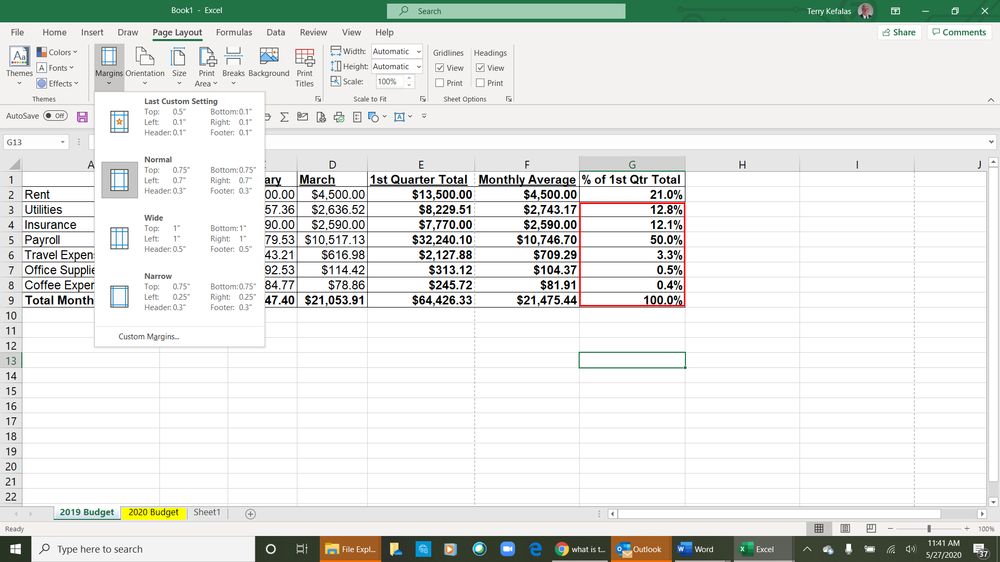 Book1 - Excel
Search
Terry Kefalas
File Home Insert Draw Page Layout Formulas Data Review View Help
Share Comments
Themes
Colors
Fonts
Effects
Themes
Margins
Orientation
Size
Print
Area
Breaks
Background
Print
Titles
Width: Automatic
Height: Automatic
Scale: 100%
Scale to Fit
Gridlines Headings
View View
Print Print
Sheet Options
AutoSave Off
Last Custom Setting
Top: 0.5" Bottom: 0.1"
Left: 0.1" Right: 0.1"
Header: 0.1" Footer: 0.1"
Normal
Top: 0.75" Bottom: 0.75"
Left: 0.7" Right: 0.7"
Header: 0.3" Footer: 0.3"
Wide
Top: 1" Bottom: 1"
Left: 1" Right: 1"
Header: 0.5" Footer: 0.5"
Narrow
Top: 0.75" Bottom: 0.75"
Left: 0.25" Right: 0.25"
Header: 0.3" Footer: 0.3"
Custom Margins...
G13
A D E F G H I J
1 ary March 1st Quarter Total Monthly Average % of 1st Qtr Total
2 Rent 00.00 $4,500.00 $13,500.00 $4,500.00 21.0%
3 Utilities 57.36 $2,636.52 $8,229.51 $2,743.17 12.8%
4 Insurance 90.00 $2,590.00 $7,770.00 $2,590.00 12.1%
5 Payroll 79.53 $10,517.13 $32,240.10 $10,746.70 50.0%
6 Travel Expen 43.21 $616.98 $2,127.88 $709.29 3.3%
7 Office Supplie 92.53 $114.42 $313.12 $104.37 0.5%
8 Coffee Exper 84.77 $78.86 $245.72 $81.91 0.4%
9 Total Month 47.40 $21,053.91 $64,426.33 $21,475.44 100.0%
10
11
12
13
14
15
16
17
18
19
20
21
22
2019 Budget 2020 Budget Sheet1
Ready
100%
Type here to search
File Expl...
what is t...
Outlook
Word
Excel
11:41 AM
5/27/2020
37